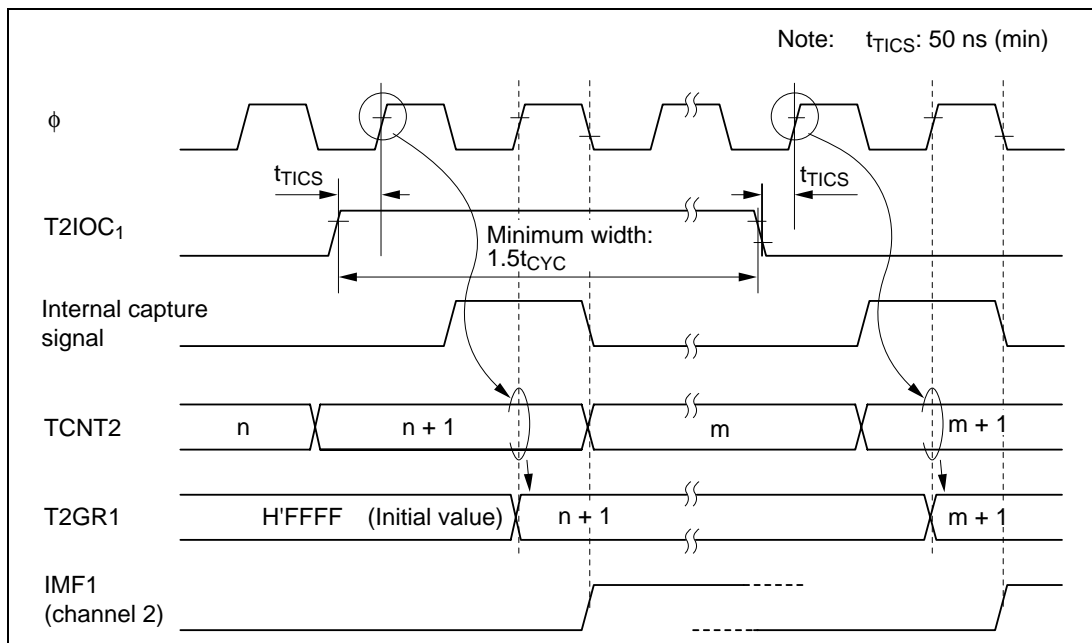 Note: tTICS: 50 ns (min)
ϕ
tTICS
tTICS
T2IOC1
Minimum width:
1.5tCYC
Internal capture
signal
TCNT2
n
n + 1
m
m + 1
T2GR1
H'FFFF (Initial value)
n + 1
m + 1
IMF1
(channel 2)